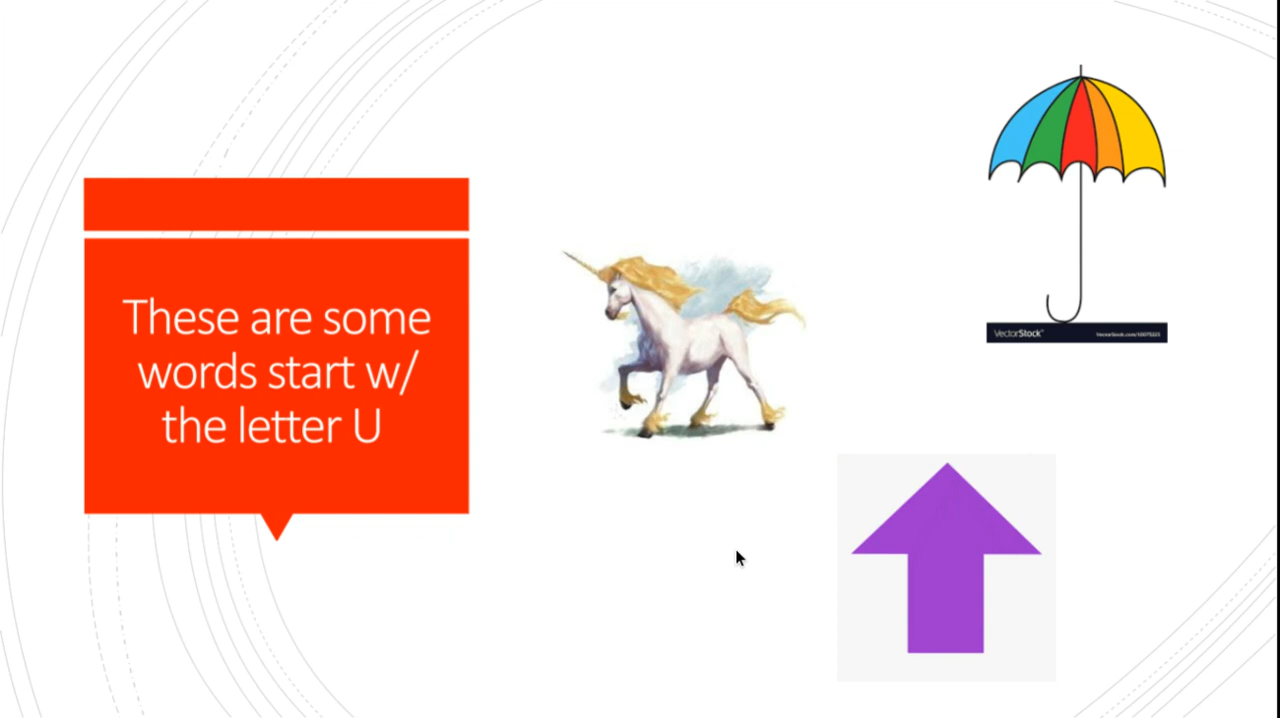 These are some
words start w/
the letter U
VectorStock